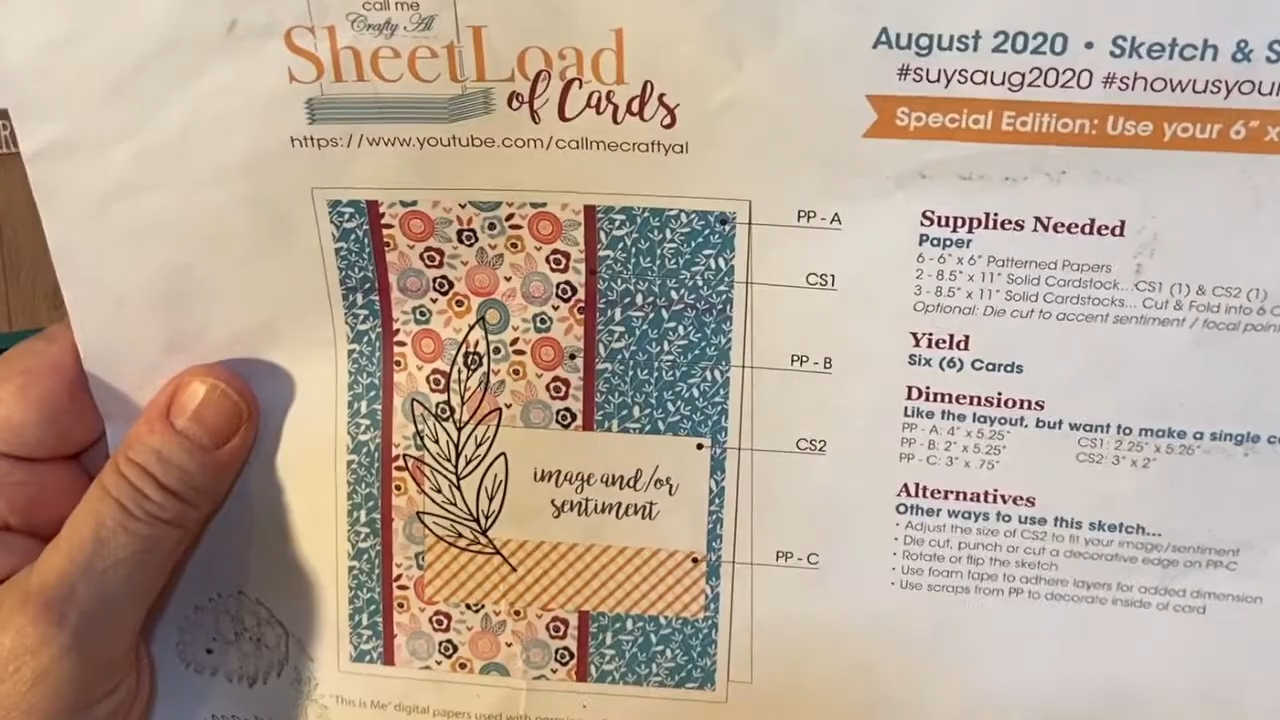 call me
Crafty Al
SheetLoad
of Cards
https://www.youtube.com/callmecraftyal
August 2020 • Sketch & S
#suysaug2020 #showusyour
Special Edition: Use your 6" x
PP - A
CS1
PP - B
CS2
PP - C
image and/or
sentiment
Supplies Needed
Paper
6 - 6" x 6" Patterned Papers
2 - 8.5" x 11" Solid Cardstock...CS1 (1) & CS2 (1)
3 - 8.5" x 11" Solid Cardstocks... Cut & Fold into 6 C
Optional: Die cut to accent sentiment / focal point
Yield
Six (6) Cards
Dimensions
Like the layout, but want to make a single c
PP - A: 4" x 5.25"
CS1: 2.25" x 5.25"
PP - B: 2" x 5.25"
CS2: 3" x 2"
PP - C: 3" x .75"
Alternatives
Other ways to use this sketch...
• Adjust the size of CS2 to fit your image/sentiment
• Die cut, punch or cut a decorative edge on PP-C
• Rotate or flip the sketch
• Use foam tape to adhere layers for added dimension
• Use scraps from PP to decorate inside of card
"This is Me" digital papers used with